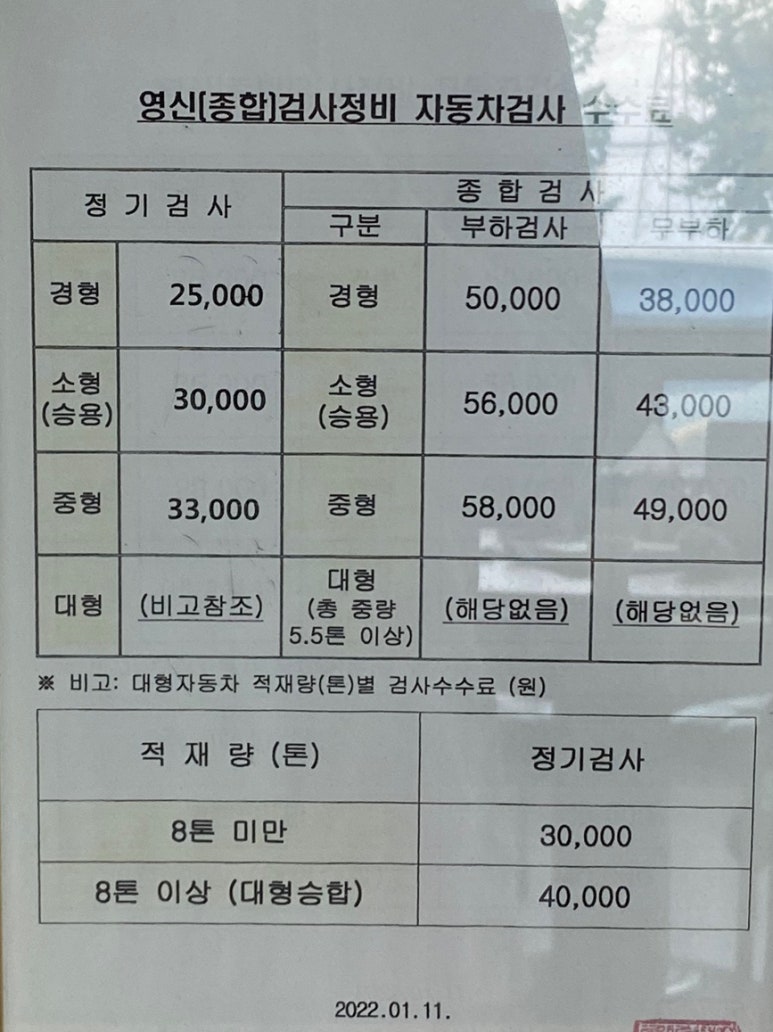 영신[종합]검사정비 자동차검사 수수료
정 기 검 사
종 합 검 사
구분 부하검사 무부하
경형 25,000 경형 50,000 38,000
소형 (승용) 30,000 소형 (승용) 56,000 43,000
중형 33,000 중형 58,000 49,000
대형 (비고참조) 대형 (총 중량 5.5톤 이상) (해당없음) (해당없음)
※ 비고: 대형자동차 적재량(톤)별 검사수수료 (원)
적 재 량 (톤) 정기검사
8톤 미만 30,000
8톤 이상 (대형승합) 40,000
2022.01.11.